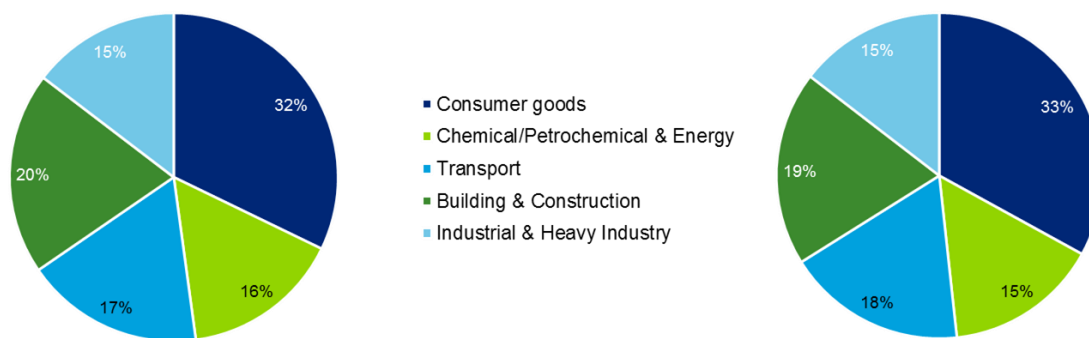 15%
32%
20%
17%
16%
Consumer goods
Chemical/Petrochemical & Energy
Transport
Building & Construction
Industrial & Heavy Industry
15%
33%
19%
18%
15%